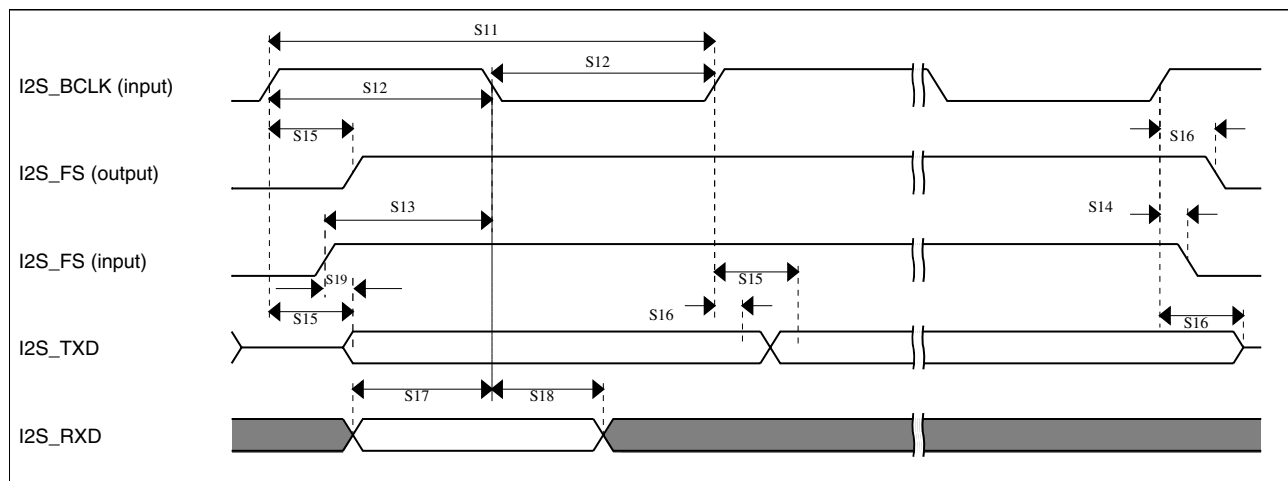 S11
I2S_BCLK (input)
S12
S12
S15
S16
I2S_FS (output)
S13
S14
I2S_FS (input)
S19
S15
S15
S16
S16
I2S_TXD
S17
S18
I2S_RXD